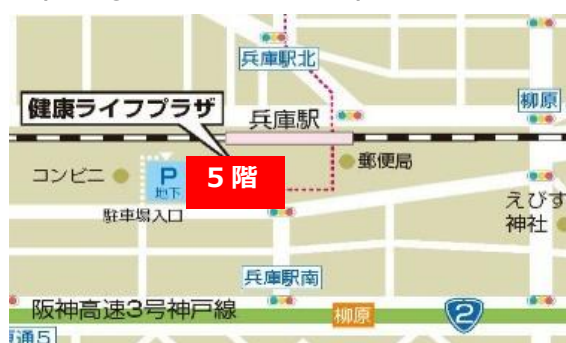 兵庫駅北
柳原
健康ライフプラザ
兵庫駅
コンビニ
P
地下
5階
郵便局
駐車場入口
えびす
神社
兵庫駅南
阪神高速3号神戸線
柳原
2
通5